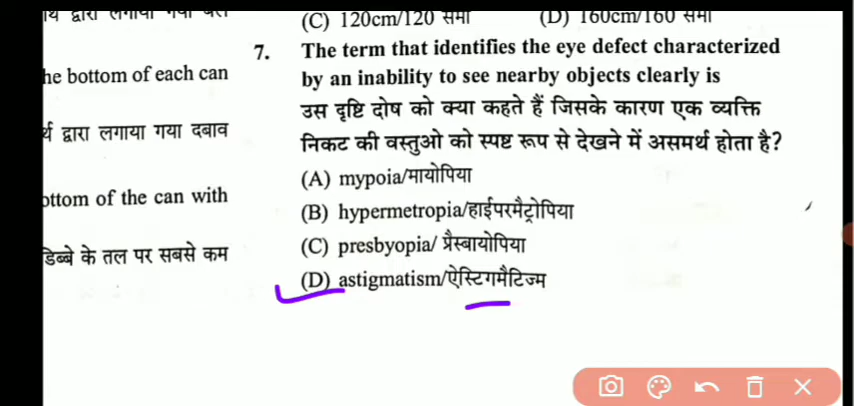 (C) 120cm/120 समी (D) 160cm/160 समी
he bottom of each can
र्थ द्वारा लगाया गया दबाव
ottom of the can with
डिब्बे के तल पर सबसे कम
7. The term that identifies the eye defect characterized
by an inability to see nearby objects clearly is
उस दृष्टि दोष को क्या कहते हैं जिसके कारण एक व्यक्ति
निकट की वस्तुओ को स्पष्ट रूप से देखने में असमर्थ होता है?
(A) mypoia/मायोपिया
(B) hypermetropia/हाईपरमैट्रोपिया
(C) presbyopia/ प्रैस्बायोपिया
(D) astigmatism/ऐस्टिगमैटिज्म